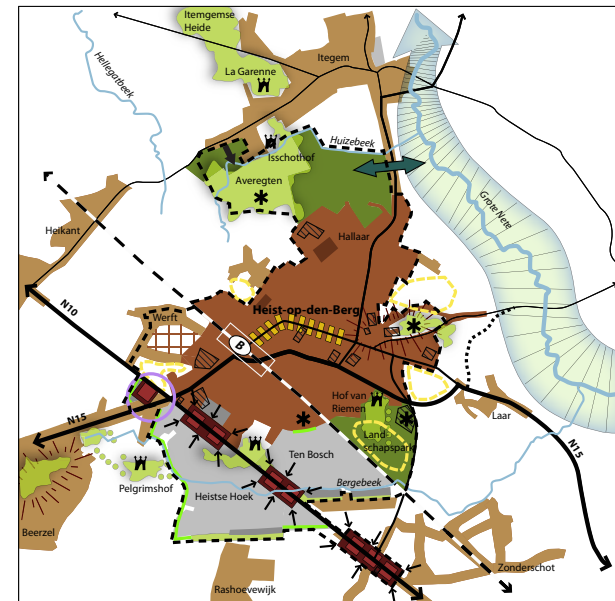 Itemgemse
Heide
La Garenne
Itegem
Hellegatbeek
Huizebeek
Isschothof
Averegten
Grote Nete
Heikant
Hallaar
N10
Werft
Heist-op-den-Berg
B
Hof van
Riemen
Laar
N15
N15
Land-
schapspark
Ten Bosch
Pelgrimshof
Heistse Hoek
Bergebeek
Beerzel
Zonderschot
Rashoevewijk